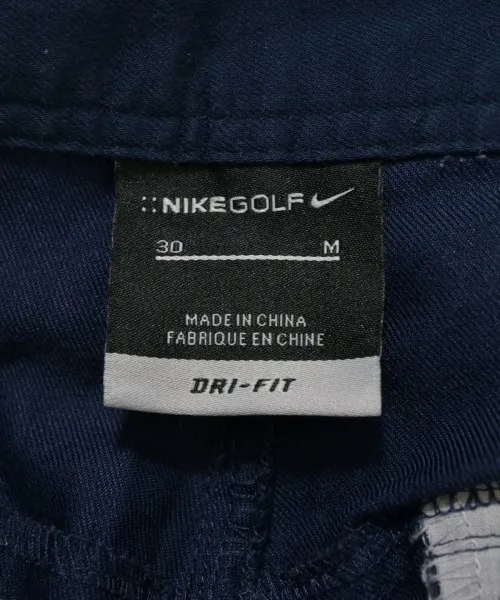 NIKEGOLF
30 M
MADE IN CHINA
FABRIQUE EN CHINE
DRI-FIT